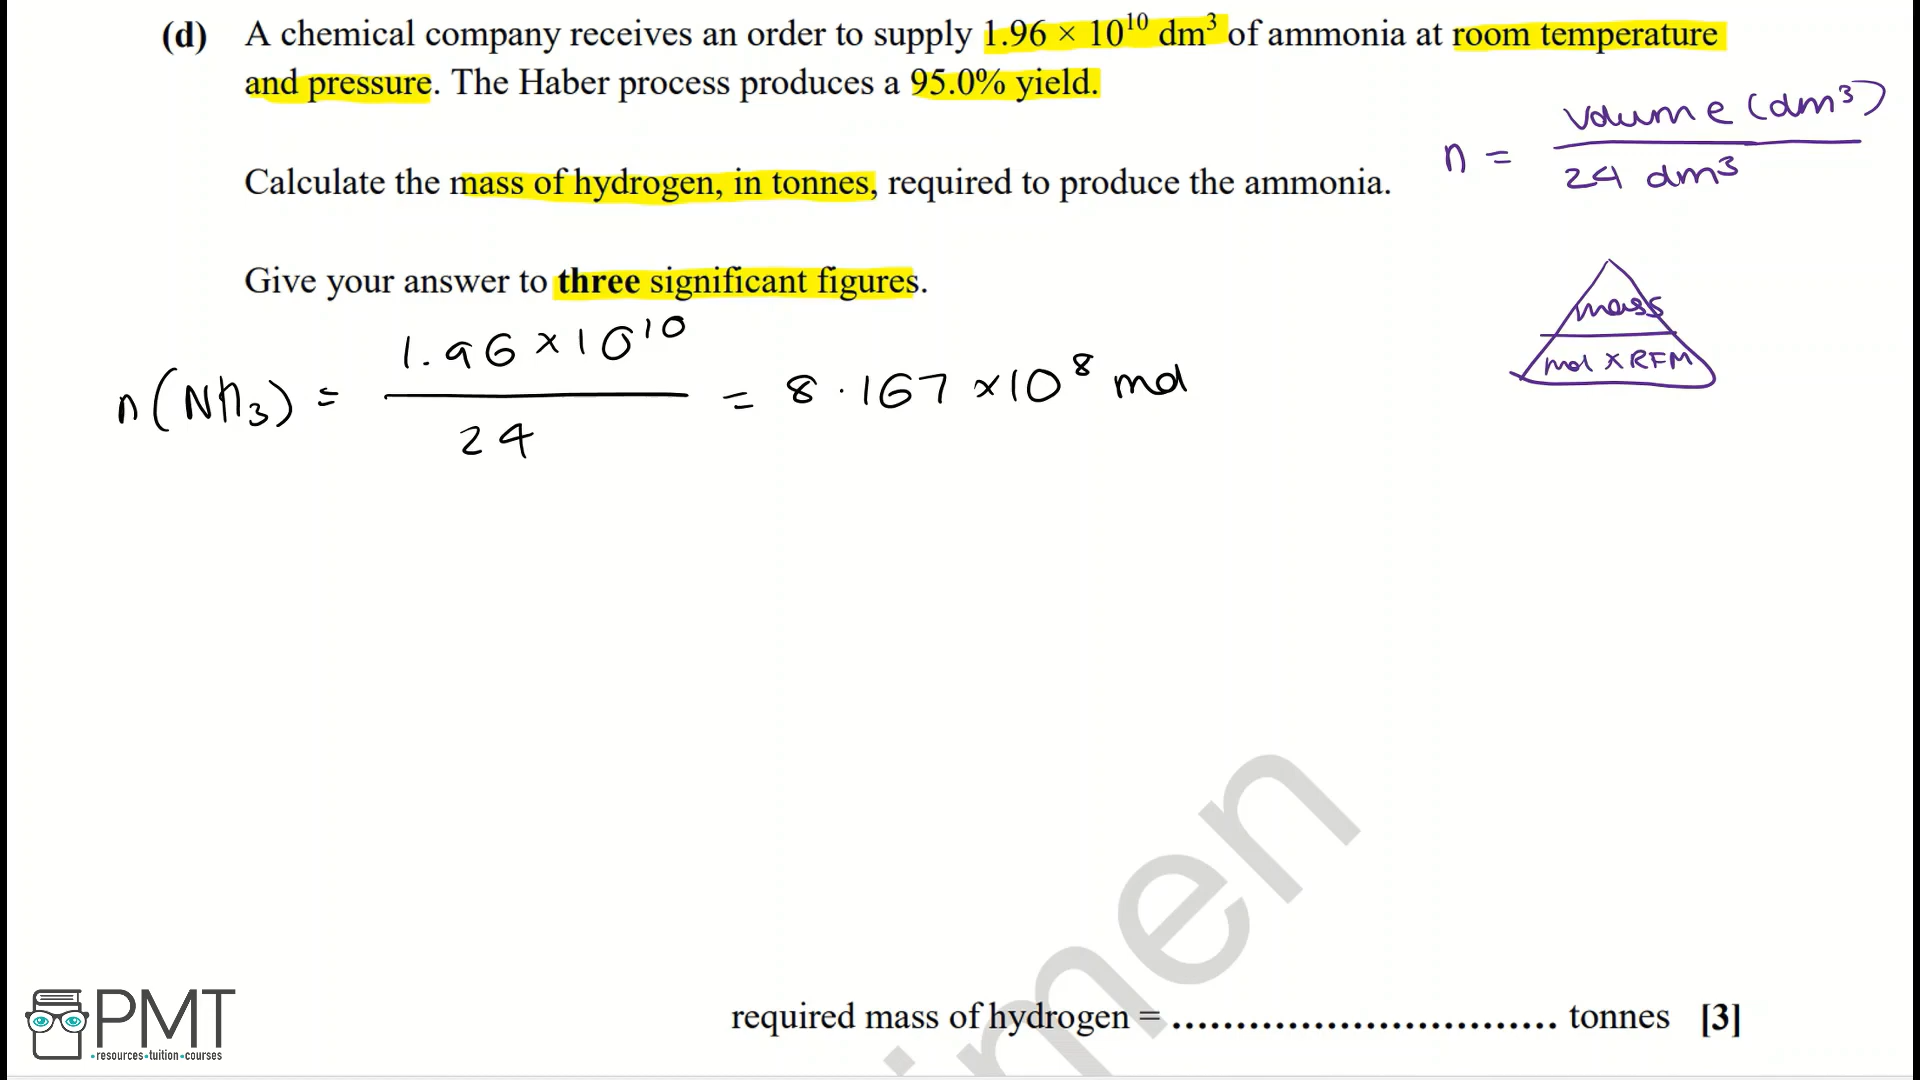 (d) A chemical company receives an order to supply 1.96 × 10¹⁰ dm³ of ammonia at room temperature
and pressure. The Haber process produces a 95.0% yield.
n = volume (dm³) / 24 dm³
Calculate the mass of hydrogen, in tonnes, required to produce the ammonia.
Give your answer to three significant figures.
mass
mol × RFM
n(NH₃) = 1.96 × 10¹⁰ / 24 = 8.167 × 10⁸ mol
imen
required mass of hydrogen = .............................. tonnes [3]
PMT
•resources•tuition•courses